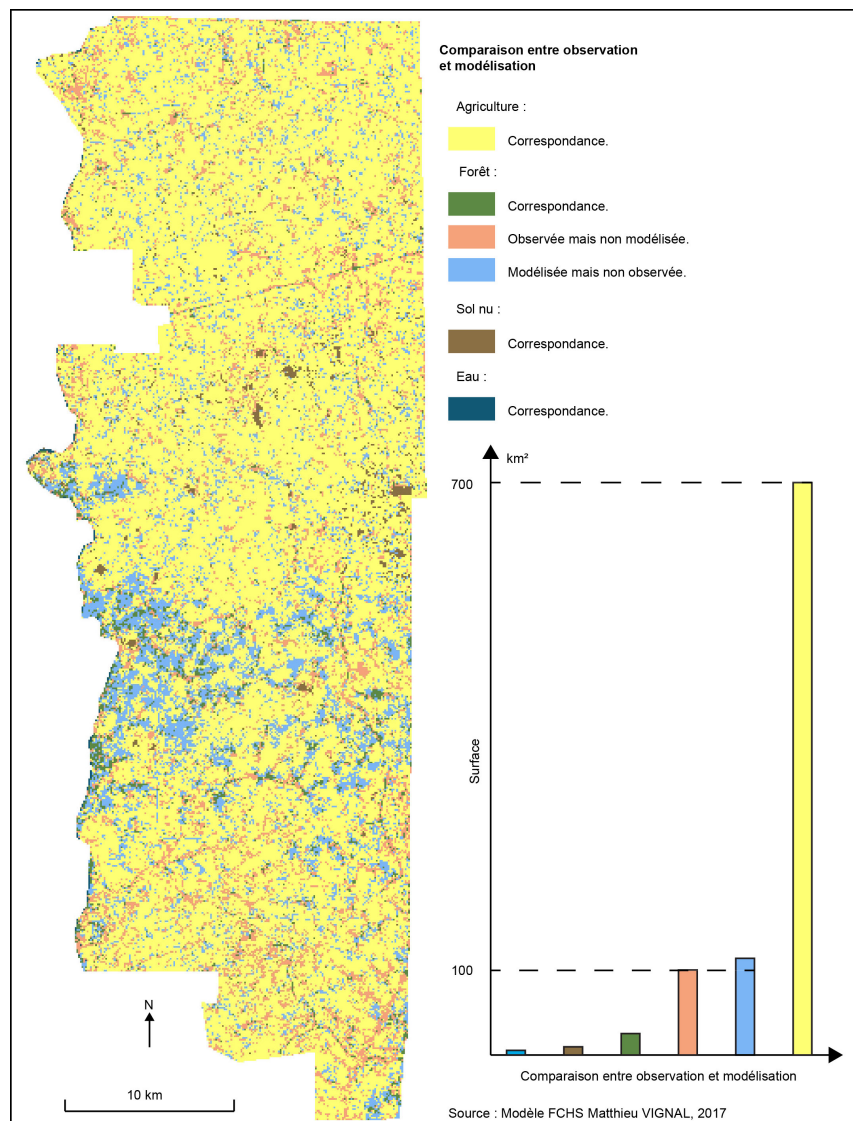 Comparaison entre observation
et modélisation
Agriculture :
Correspondance.
Forêt :
Correspondance.
Observée mais non modélisée.
Modélisée mais non observée.
Sol nu :
Correspondance.
Eau :
Correspondance.
km²
700
Surface
100
Comparaison entre observation et modélisation
N
10 km
Source : Modèle FCHS Matthieu VIGNAL, 2017